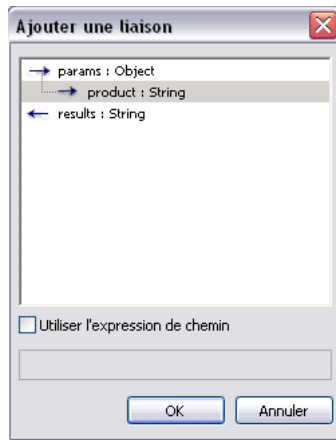 Ajouter une liaison
params : Object
product : String
results : String
Utiliser l'expression de chemin
OK
Annuler